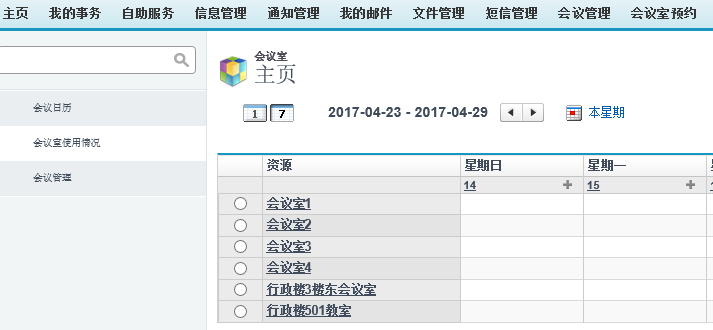 主页 我的事务 自助服务 信息管理 通知管理 我的邮件 文件管理 短信管理 会议管理 会议室预约
会议日历
会议室使用情况
会议管理
会议室
主页
1 7 2017-04-23 - 2017-04-29 本星期
资源 星期日 星期一
14 15
会议室1
会议室2
会议室3
会议室4
行政楼3楼东会议室
行政楼501教室